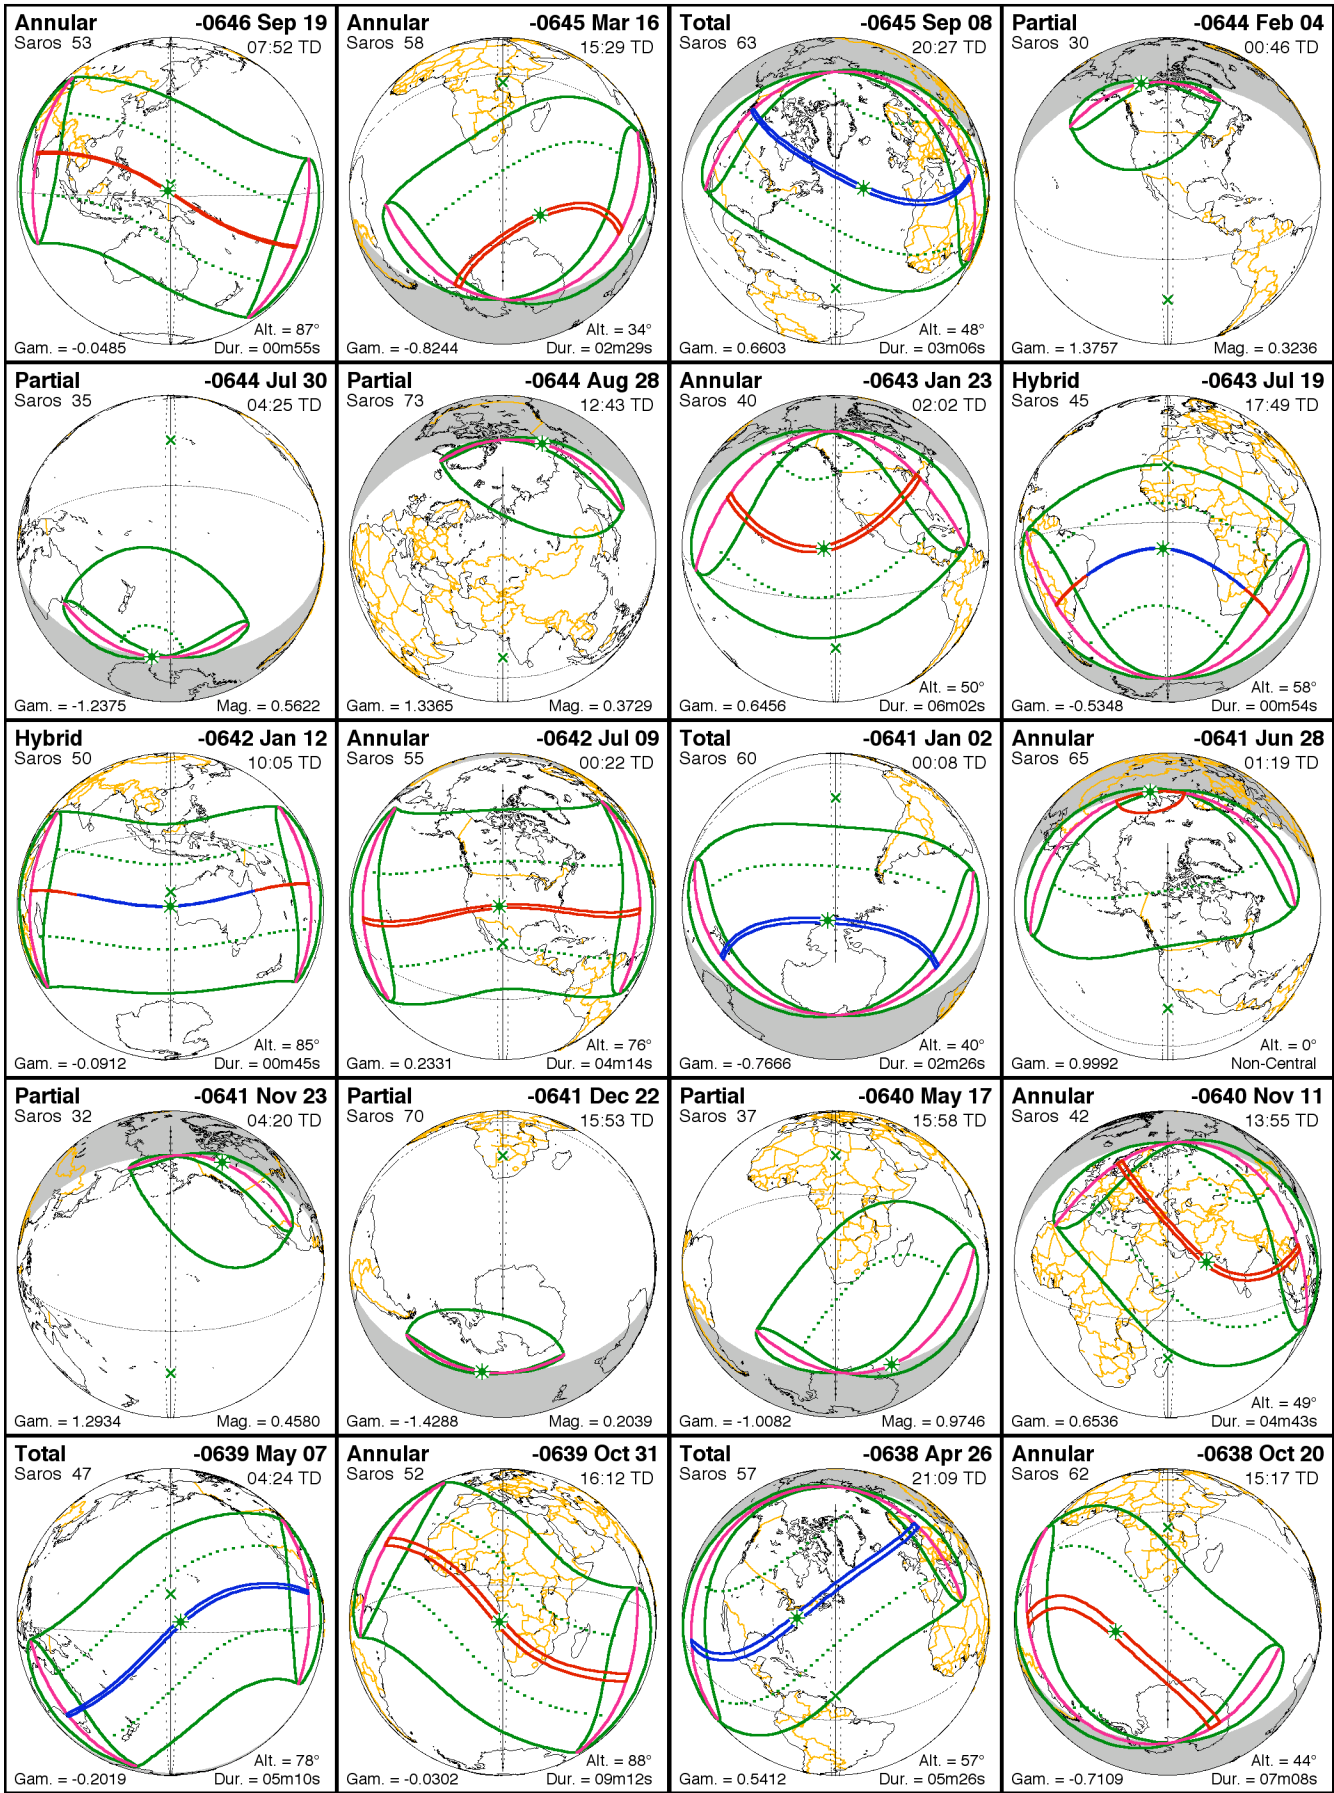 Annular -0646 Sep 19
Saros 53 07:52 TD
Alt. = 87°
Gam. = -0.0485 Dur. = 00m55s
Annular -0645 Mar 16
Saros 58 15:29 TD
Alt. = 34°
Gam. = -0.8244 Dur. = 02m29s
Total -0645 Sep 08
Saros 63 20:27 TD
Alt. = 48°
Gam. = 0.6603 Dur. = 03m06s
Partial -0644 Feb 04
Saros 30 00:46 TD
Gam. = 1.3757 Mag. = 0.3236
Partial -0644 Jul 30
Saros 35 04:25 TD
Gam. = -1.2375 Mag. = 0.5622
Partial -0644 Aug 28
Saros 73 12:43 TD
Gam. = 1.3365 Mag. = 0.3729
Annular -0643 Jan 23
Saros 40 02:02 TD
Alt. = 50°
Gam. = 0.6456 Dur. = 06m02s
Hybrid -0643 Jul 19
Saros 45 17:49 TD
Alt. = 58°
Gam. = -0.5348 Dur. = 00m54s
Hybrid -0642 Jan 12
Saros 50 10:05 TD
Alt. = 85°
Gam. = -0.0912 Dur. = 00m45s
Annular -0642 Jul 09
Saros 55 00:22 TD
Alt. = 76°
Gam. = 0.2331 Dur. = 04m14s
Total -0641 Jan 02
Saros 60 00:08 TD
Alt. = 40°
Gam. = -0.7666 Dur. = 02m26s
Annular -0641 Jun 28
Saros 65 01:19 TD
Alt. = 0°
Gam. = 0.9992 Non-Central
Partial -0641 Nov 23
Saros 32 04:20 TD
Gam. = 1.2934 Mag. = 0.4580
Partial -0641 Dec 22
Saros 70 15:53 TD
Gam. = -1.4288 Mag. = 0.2039
Partial -0640 May 17
Saros 37 15:58 TD
Gam. = -1.0082 Mag. = 0.9746
Annular -0640 Nov 11
Saros 42 13:55 TD
Alt. = 49°
Gam. = 0.6536 Dur. = 04m43s
Total -0639 May 07
Saros 47 04:24 TD
Alt. = 78°
Gam. = -0.2019 Dur. = 05m10s
Annular -0639 Oct 31
Saros 52 16:12 TD
Alt. = 88°
Gam. = -0.0302 Dur. = 09m12s
Total -0638 Apr 26
Saros 57 21:09 TD
Alt. = 57°
Gam. = 0.5412 Dur. = 05m26s
Annular -0638 Oct 20
Saros 62 15:17 TD
Alt. = 44°
Gam. = -0.7109 Dur. = 07m08s